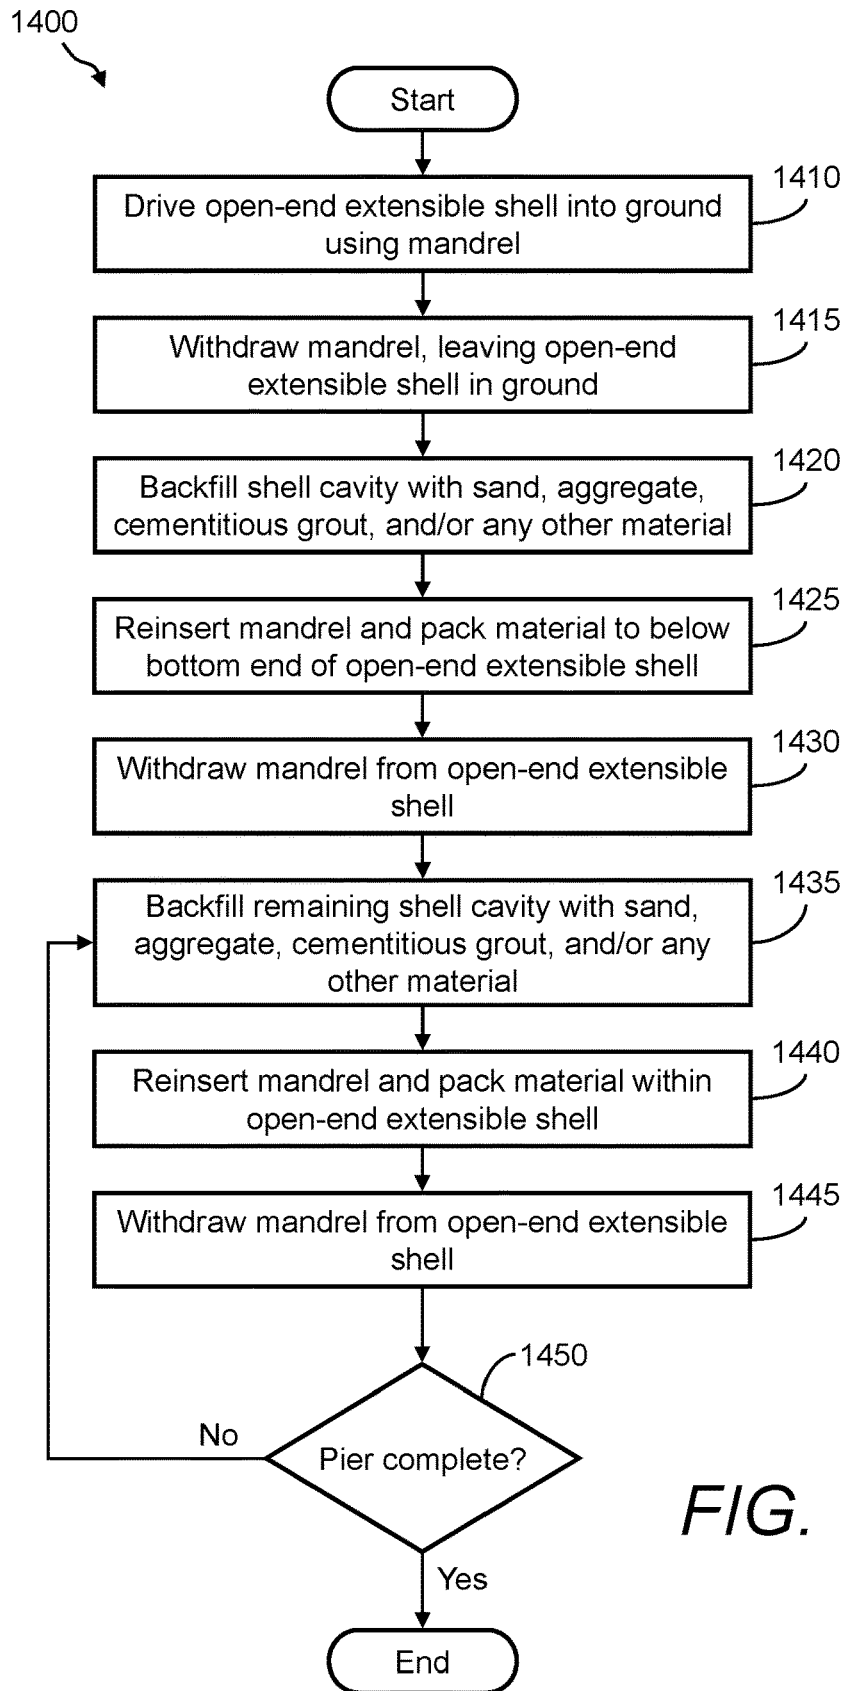 1400
Start
1410
Drive open-end extensible shell into ground
using mandrel
1415
Withdraw mandrel, leaving open-end
extensible shell in ground
1420
Backfill shell cavity with sand, aggregate,
cementitious grout, and/or any other material
1425
Reinsert mandrel and pack material to below
bottom end of open-end extensible shell
1430
Withdraw mandrel from open-end extensible
shell
1435
Backfill remaining shell cavity with sand,
aggregate, cementitious grout, and/or any
other material
1440
Reinsert mandrel and pack material within
open-end extensible shell
1445
Withdraw mandrel from open-end extensible
shell
1450
No
Pier complete?
FIG.
Yes
End